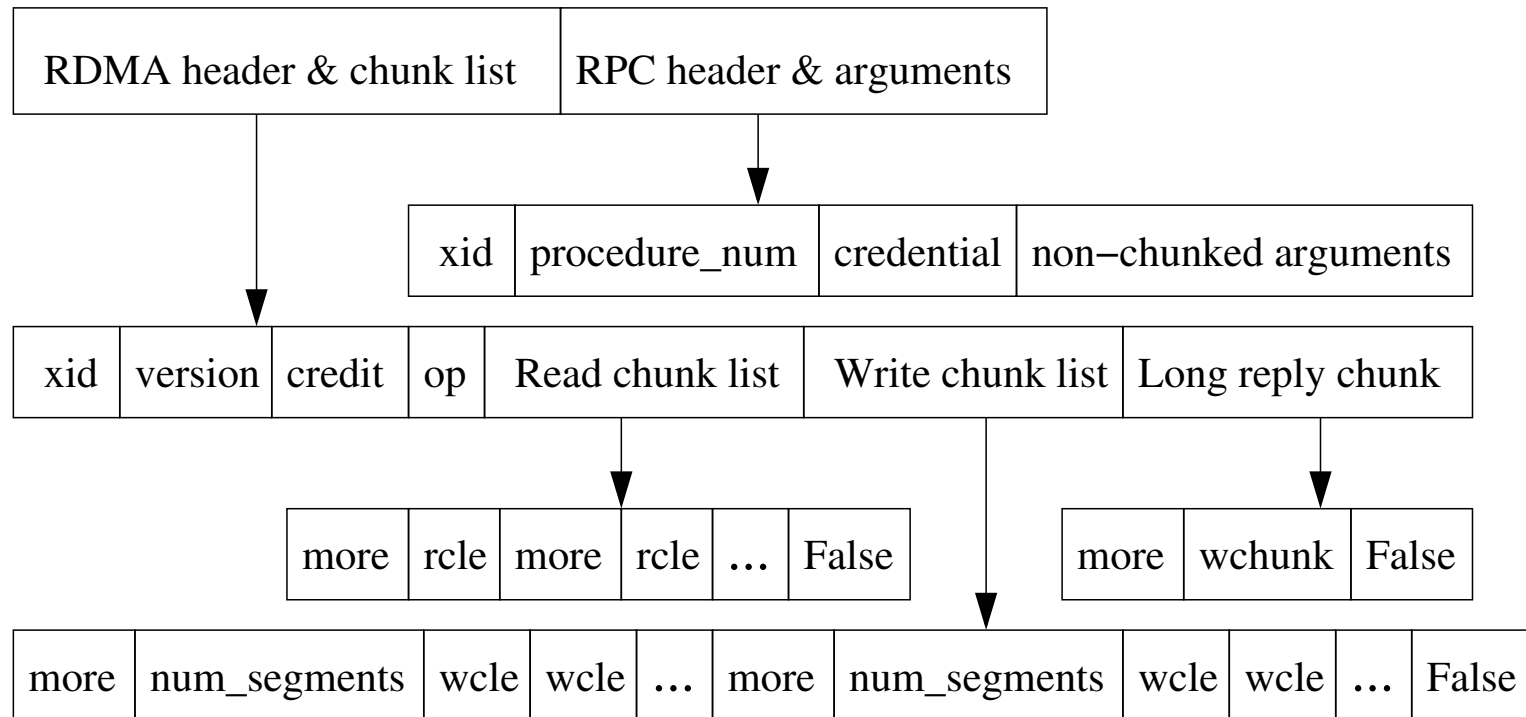 RDMA header & chunk list RPC header & arguments
xid procedure_num credential non−chunked arguments
xid version credit op Read chunk list Write chunk list Long reply chunk
more rcle more rcle ... False more wchunk False
more num_segments wcle wcle ... more num_segments wcle wcle ... False